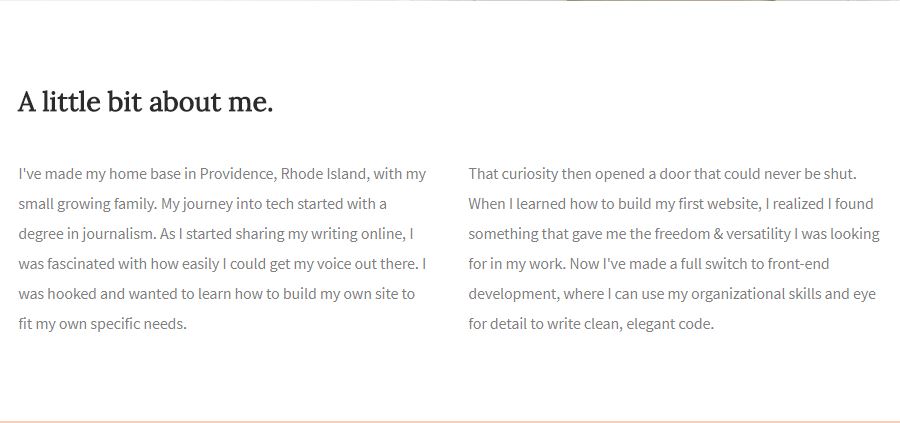 A little bit about me.
I've made my home base in Providence, Rhode Island, with my
small growing family. My journey into tech started with a
degree in journalism. As I started sharing my writing online, I
was fascinated with how easily I could get my voice out there. I
was hooked and wanted to learn how to build my own site to
fit my own specific needs.
That curiosity then opened a door that could never be shut.
When I learned how to build my first website, I realized I found
something that gave me the freedom & versatility I was looking
for in my work. Now I've made a full switch to front-end
development, where I can use my organizational skills and eye
for detail to write clean, elegant code.